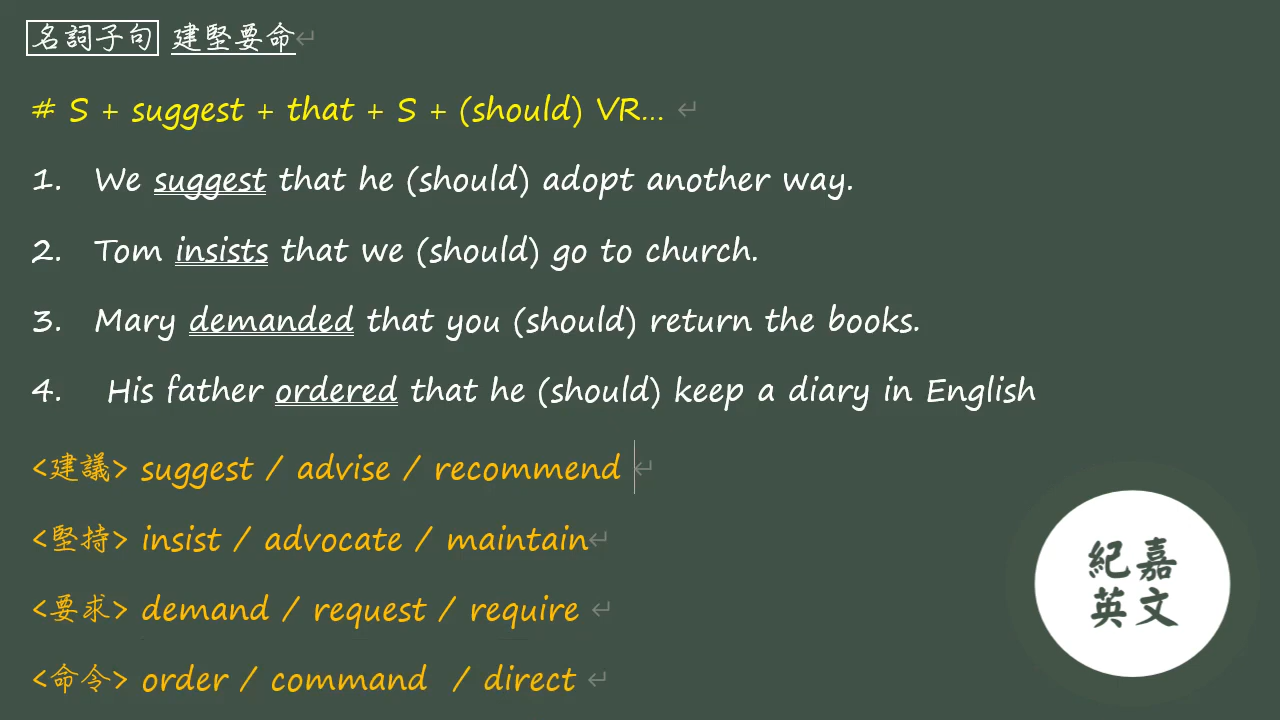 名詞子句 建堅要命
# S + suggest + that + S + (should) VR...
1. We suggest that he (should) adopt another way.
2. Tom insists that we (should) go to church.
3. Mary demanded that you (should) return the books.
4. His father ordered that he (should) keep a diary in English
<建議> suggest / advise / recommend
<堅持> insist / advocate / maintain
<要求> demand / request / require
<命令> order / command / direct
紀嘉
英文